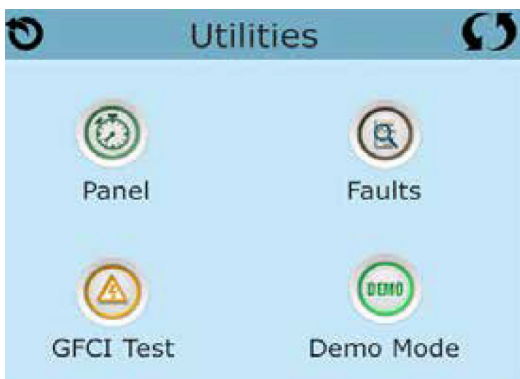 Utilities
Panel
Faults
DEMO
GFCI Test
Demo Mode